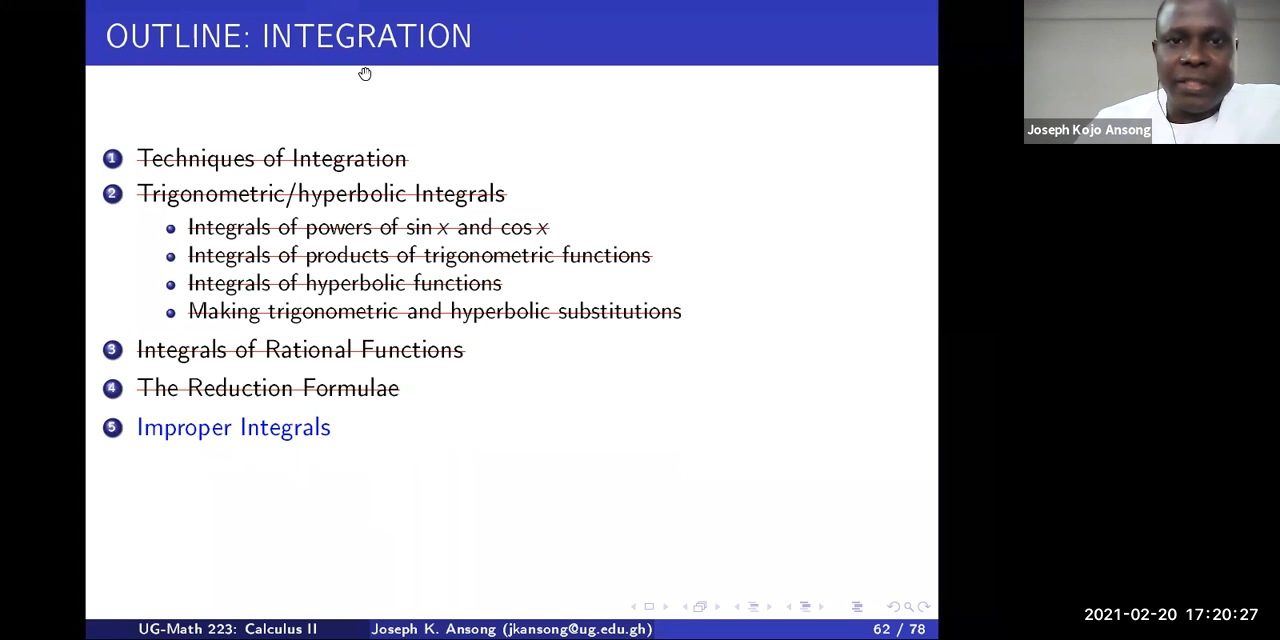 OUTLINE: INTEGRATION
Joseph Kojo Ansong
1 Techniques of Integration
2 Trigonometric/hyperbolic Integrals
Integrals of powers of sin x and cos x
Integrals of products of trigonometric functions
Integrals of hyperbolic functions
Making trigonometric and hyperbolic substitutions
3 Integrals of Rational Functions
4 The Reduction Formulae
5 Improper Integrals
UG-Math 223: Calculus II Joseph K. Ansong (jkansong@ug.edu.gh) 62 / 78
2021-02-20 17:20:27